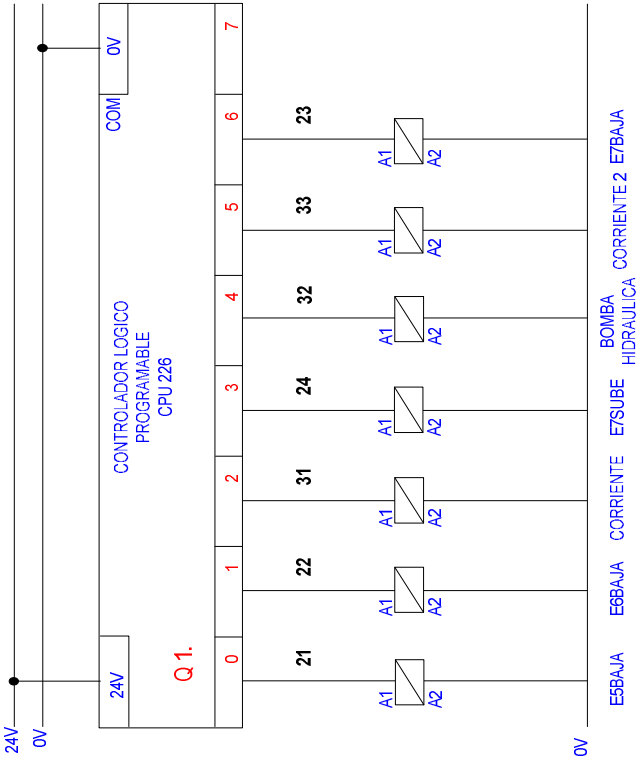 24V
0V
24V
COM
0V
CONTROLADOR LOGICO
PROGRAMABLE
CPU 226
Q 1.
0
1
2
3
4
5
6
7
21
22
31
24
32
33
23
A1
A2
A1
A2
A1
A2
A1
A2
A1
A2
A1
A2
A1
A2
0V
E5BAJA
E6BAJA
CORRIENTE
E7SUBE
BOMBA
HIDRAULICA
CORRIENTE 2
E7BAJA